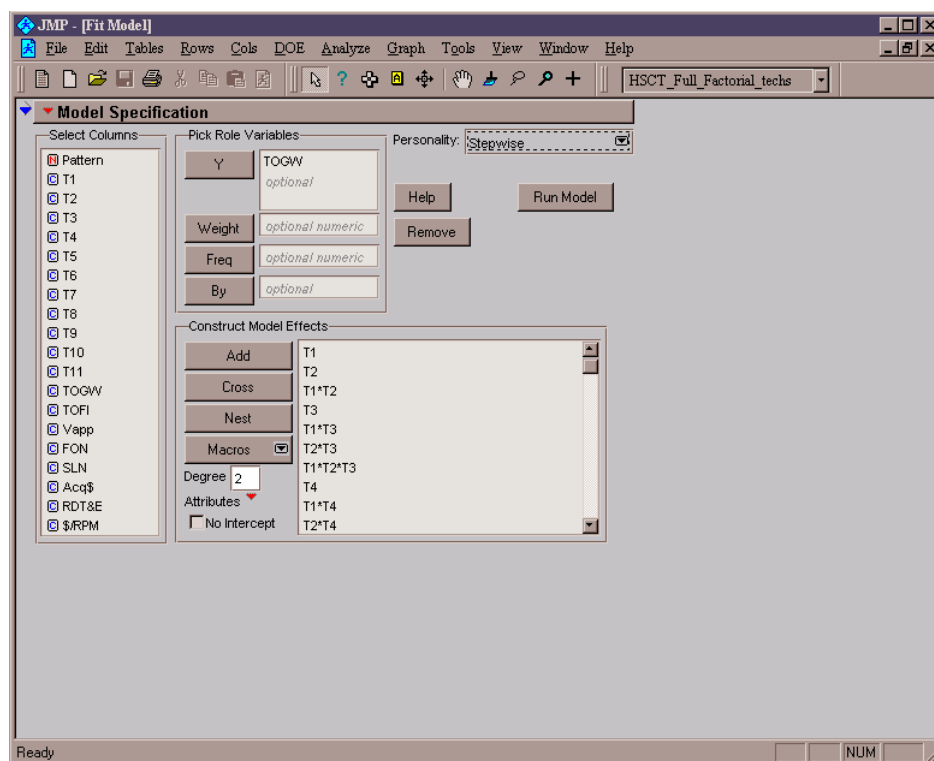 JMP - [Fit Model]
File Edit Tables Rows Cols DOE Analyze Graph Tools View Window Help
HSCT_Full_Factorial_techs
Model Specification
Select Columns
Pattern
T1
T2
T3
T4
T5
T6
T7
T8
T9
T10
T11
TOGW
TOFI
Vapp
FON
SLN
Acq$
RDT&E
$/RPM
Pick Role Variables
Y TOGW
optional
Weight optional numeric
Freq optional numeric
By optional
Personality: Stepwise
Help Run Model
Remove
Construct Model Effects
Add
Cross
Nest
Macros
Degree 2
Attributes
No Intercept
T1
T2
T1*T2
T3
T1*T3
T2*T3
T1*T2*T3
T4
T1*T4
T2*T4
Ready NUM